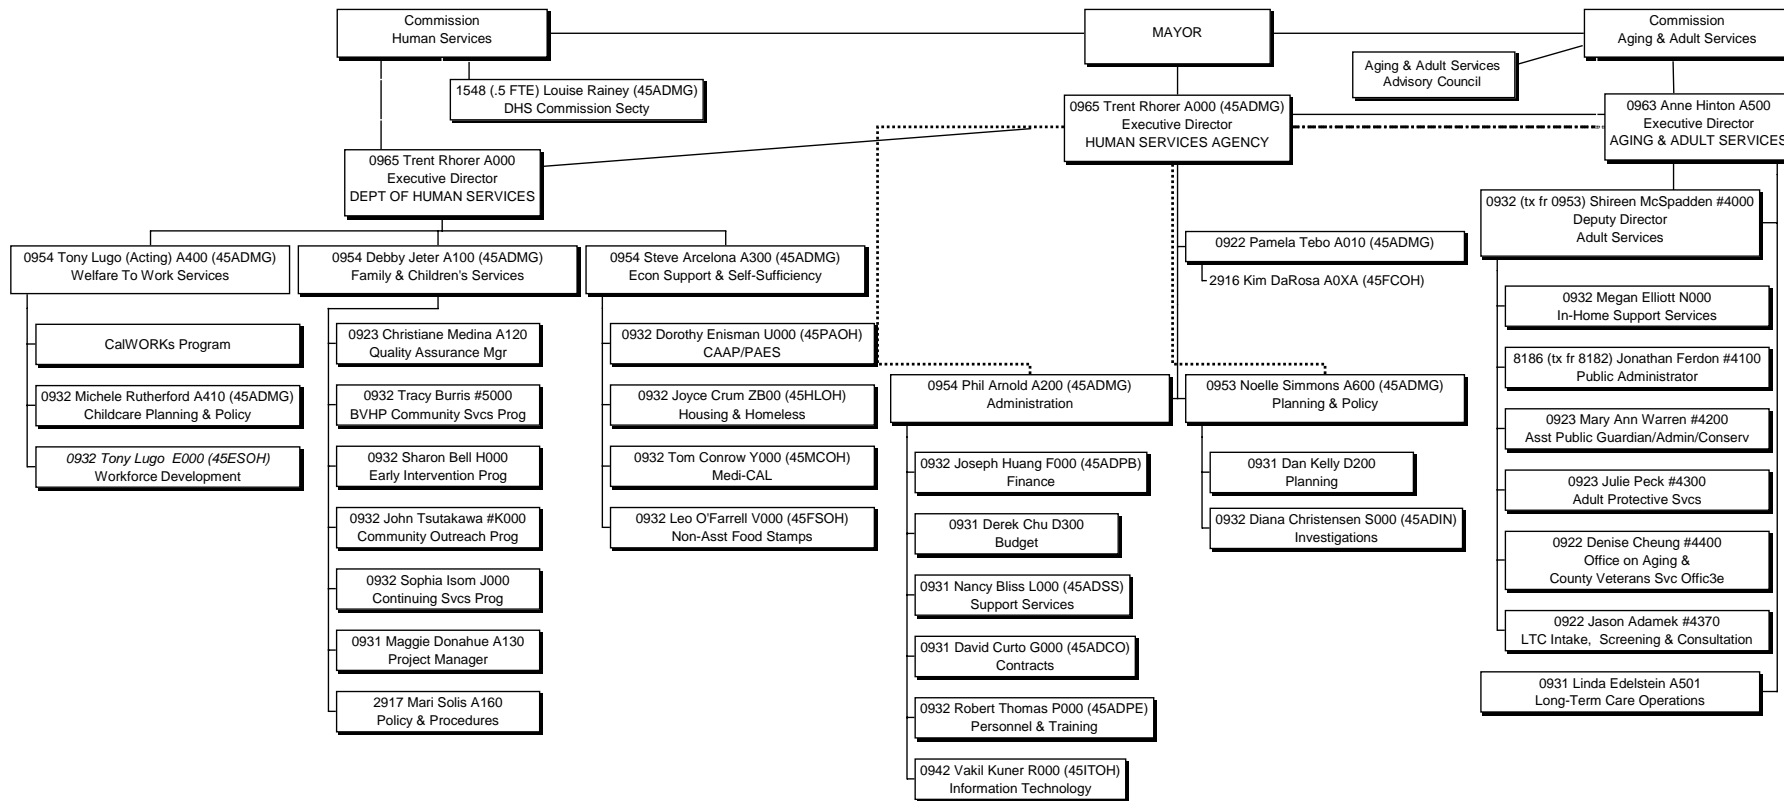 Commission
Human Services
MAYOR
Commission
Aging & Adult Services
Aging & Adult Services
Advisory Council
1548 (.5 FTE) Louise Rainey (45ADMG)
DHS Commission Secty
0965 Trent Rhorer A000 (45ADMG)
Executive Director
HUMAN SERVICES AGENCY
0963 Anne Hinton A500
Executive Director
AGING & ADULT SERVICES
0965 Trent Rhorer A000
Executive Director
DEPT OF HUMAN SERVICES
0954 Tony Lugo (Acting) A400 (45ADMG)
Welfare To Work Services
CalWORKs Program
0932 Michele Rutherford A410 (45ADMG)
Childcare Planning & Policy
0932 Tony Lugo E000 (45ESOH)
Workforce Development
0954 Debby Jeter A100 (45ADMG)
Family & Children's Services
0923 Christiane Medina A120
Quality Assurance Mgr
0932 Tracy Burris #5000
BVHP Community Svcs Prog
0932 Sharon Bell H000
Early Intervention Prog
0932 John Tsutakawa #K000
Community Outreach Prog
0932 Sophia Isom J000
Continuing Svcs Prog
0931 Maggie Donahue A130
Project Manager
2917 Mari Solis A160
Policy & Procedures
0954 Steve Arcelona A300 (45ADMG)
Econ Support & Self-Sufficiency
0932 Dorothy Enisman U000 (45PAOH)
CAAP/PAES
0932 Joyce Crum ZB00 (45HLOH)
Housing & Homeless
0932 Tom Conrow Y000 (45MCOH)
Medi-CAL
0932 Leo O'Farrell V000 (45FSOH)
Non-Asst Food Stamps
0922 Pamela Tebo A010 (45ADMG)
2916 Kim DaRosa A0XA (45FCOH)
0954 Phil Arnold A200 (45ADMG)
Administration
0932 Joseph Huang F000 (45ADPB)
Finance
0931 Derek Chu D300
Budget
0931 Nancy Bliss L000 (45ADSS)
Support Services
0931 David Curto G000 (45ADCO)
Contracts
0932 Robert Thomas P000 (45ADPE)
Personnel & Training
0942 Vakil Kuner R000 (45ITOH)
Information Technology
0953 Noelle Simmons A600 (45ADMG)
Planning & Policy
0931 Dan Kelly D200
Planning
0932 Diana Christensen S000 (45ADIN)
Investigations
0932 (tx fr 0953) Shireen McSpadden #4000
Deputy Director
Adult Services
0932 Megan Elliott N000
In-Home Support Services
8186 (tx fr 8182) Jonathan Ferdon #4100
Public Administrator
0923 Mary Ann Warren #4200
Asst Public Guardian/Admin/Conserv
0923 Julie Peck #4300
Adult Protective Svcs
0922 Denise Cheung #4400
Office on Aging &
County Veterans Svc Offic3e
0922 Jason Adamek #4370
LTC Intake, Screening & Consultation
0931 Linda Edelstein A501
Long-Term Care Operations